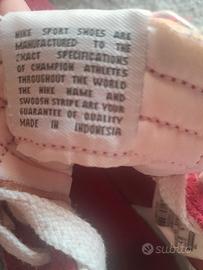 NIKE SPORT SHOES ARE
MANUFACTURED TO THE
EXACT SPECIFICATIONS
OF CHAMPION ATHLETES
THROUGHOUT THE WORLD
THE NIKE NAME AND
SWOOSH STRIPE ARE YOUR
GUARANTEE OF QUALITY
MADE IN INDONESIA
subito